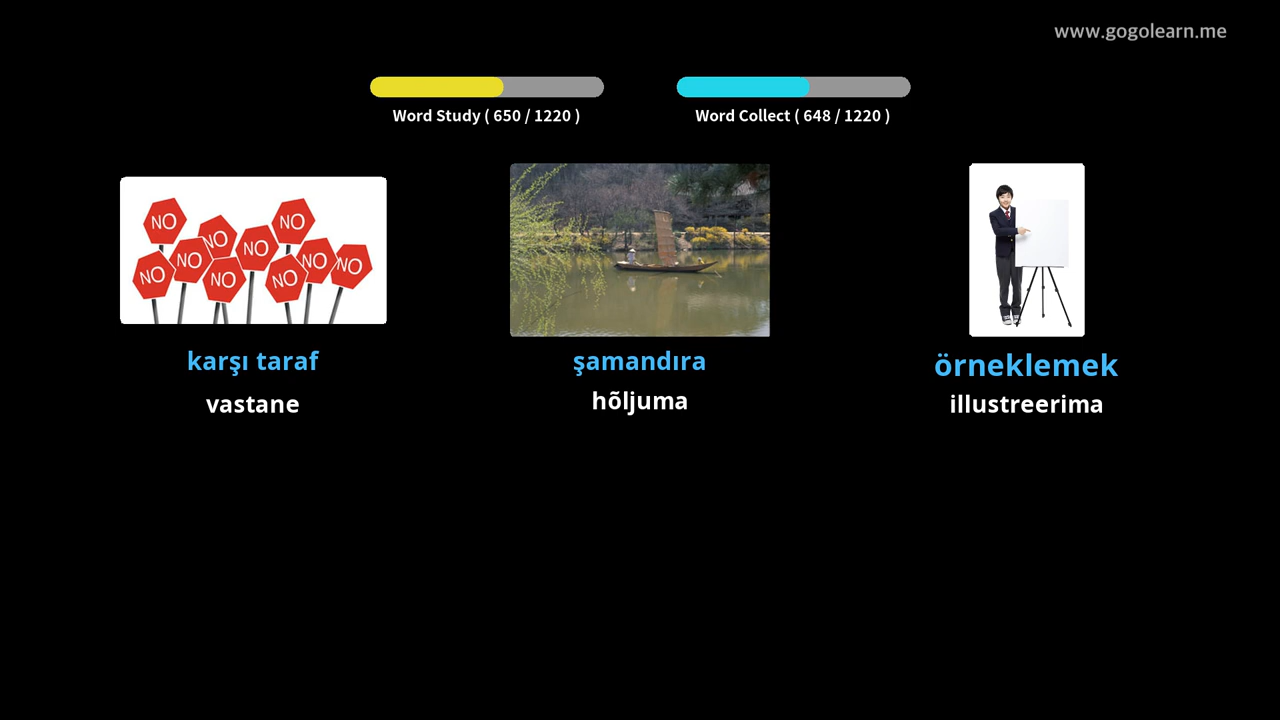 www.gogolearn.me
Word Study ( 650 / 1220 )
Word Collect ( 648 / 1220 )
NO
NO
NO
NO
NO
NO
NO
NO
NO
NO
karşı taraf
şamandıra
örneklemek
vastane
hõljuma
illustreerima